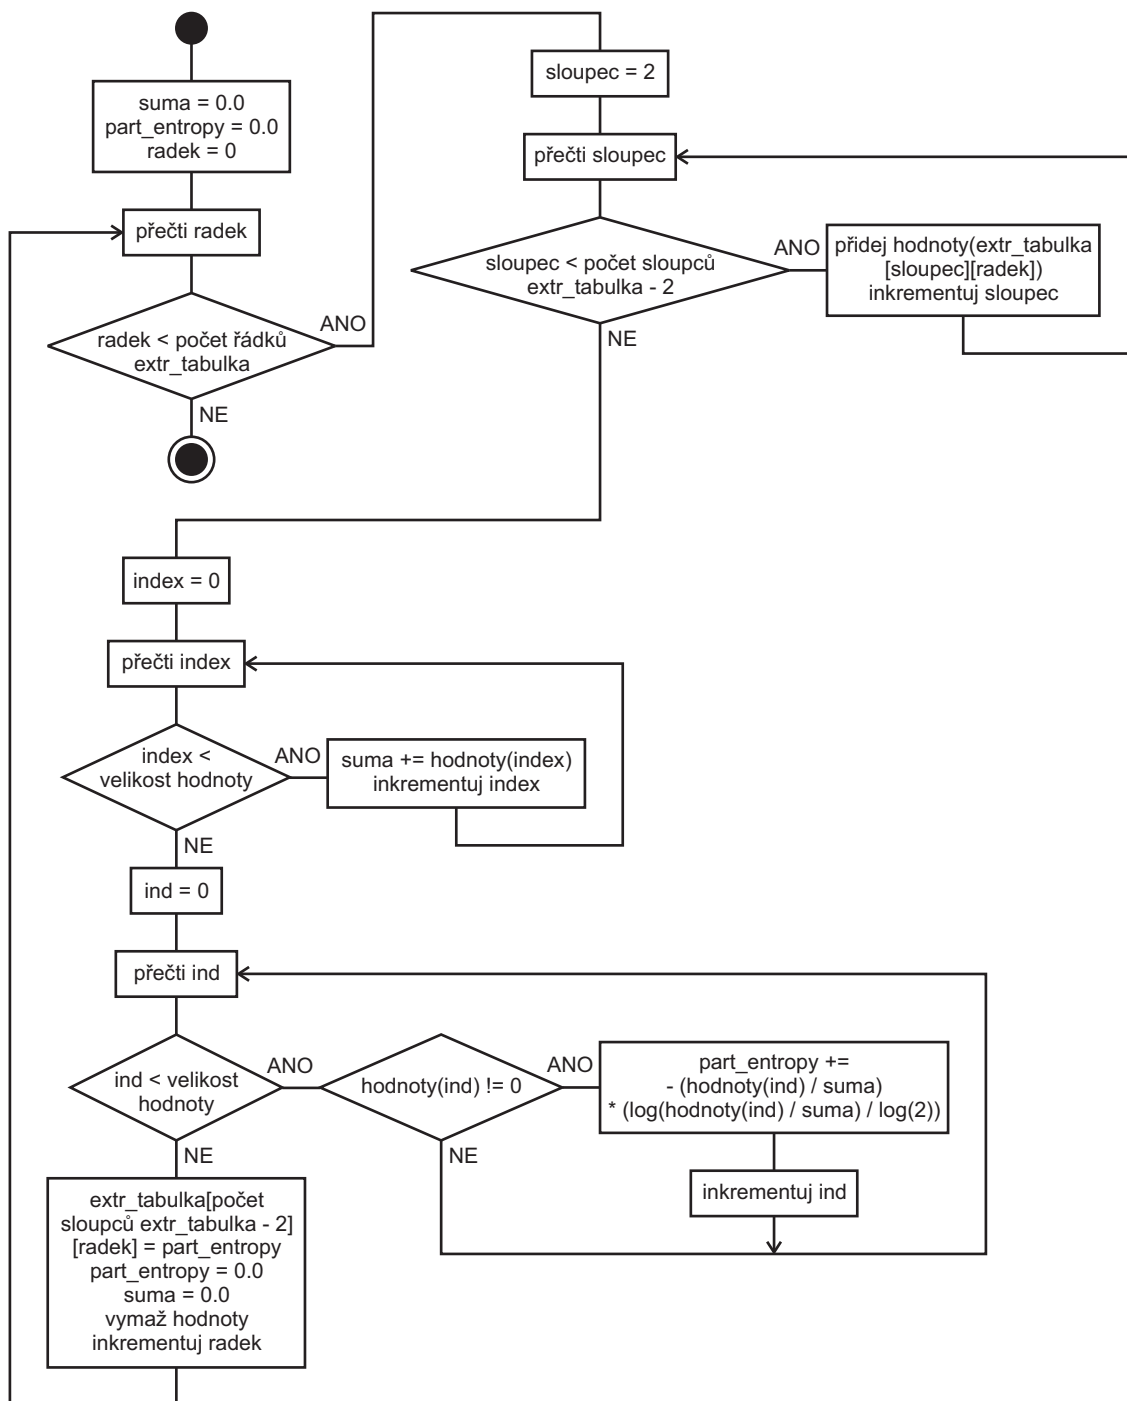 suma = 0.0
part_entropy = 0.0
radek = 0
přečti radek
radek < počet řádků
extr_tabulka
ANO
NE
sloupec = 2
přečti sloupec
sloupec < počet sloupců
extr_tabulka - 2
ANO
přidej hodnoty(extr_tabulka
[sloupec][radek])
inkrementuj sloupec
NE
index = 0
přečti index
index <
velikost hodnoty
ANO
suma += hodnoty(index)
inkrementuj index
NE
ind = 0
přečti ind
ind < velikost
hodnoty
ANO
hodnoty(ind) != 0
ANO
part_entropy +=
- (hodnoty(ind) / suma)
* (log(hodnoty(ind) / suma) / log(2))
NE
inkrementuj ind
NE
extr_tabulka[počet
sloupců extr_tabulka - 2]
[radek] = part_entropy
part_entropy = 0.0
suma = 0.0
vymaž hodnoty
inkrementuj radek